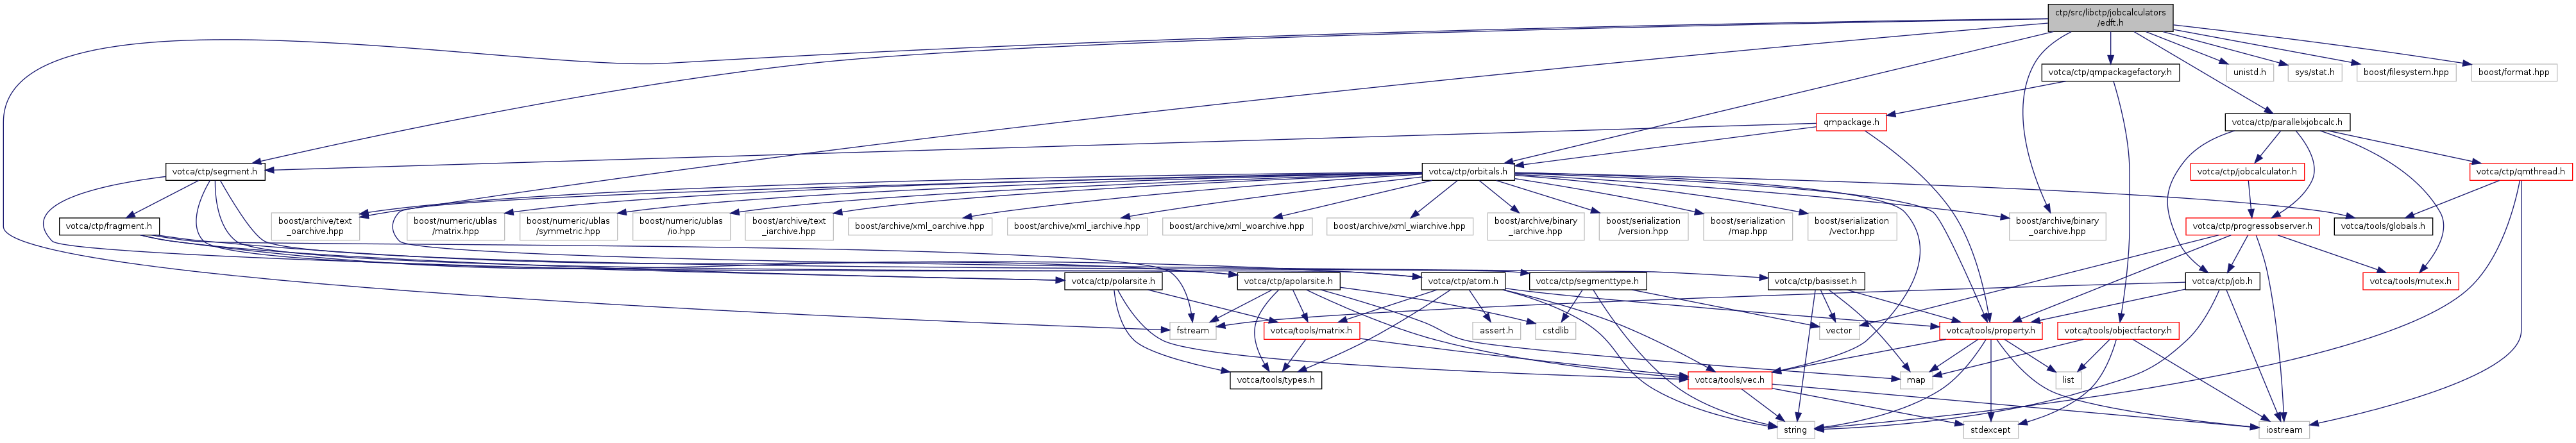 ctp/src/libctp/jobcalculators
/edft.h
votca/ctp/qmpackagefactory.h
unistd.h
sys/stat.h
boost/filesystem.hpp
boost/format.hpp
qmpackage.h
votca/ctp/parallelxjobcalc.h
votca/ctp/segment.h
votca/ctp/orbitals.h
votca/ctp/jobcalculator.h
votca/ctp/qmthread.h
votca/ctp/fragment.h
boost/archive/text
_oarchive.hpp
boost/numeric/ublas
/matrix.hpp
boost/numeric/ublas
/symmetric.hpp
boost/numeric/ublas
/io.hpp
boost/archive/text
_iarchive.hpp
boost/archive/xml_oarchive.hpp
boost/archive/xml_iarchive.hpp
boost/archive/xml_woarchive.hpp
boost/archive/xml_wiarchive.hpp
boost/archive/binary
_iarchive.hpp
boost/serialization
/version.hpp
boost/serialization
/map.hpp
boost/serialization
/vector.hpp
boost/archive/binary
_oarchive.hpp
votca/ctp/progressobserver.h
votca/tools/globals.h
votca/ctp/polarsite.h
votca/ctp/apolarsite.h
votca/ctp/atom.h
votca/ctp/segmenttype.h
votca/ctp/basisset.h
votca/ctp/job.h
votca/tools/mutex.h
fstream
votca/tools/matrix.h
assert.h
cstdlib
vector
votca/tools/property.h
votca/tools/objectfactory.h
votca/tools/types.h
votca/tools/vec.h
map
list
string
stdexcept
iostream